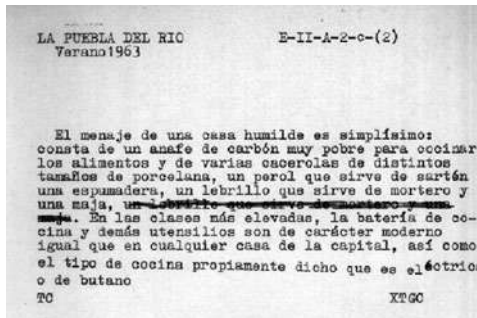 LA PUEBLA DEL RIO E-II-A-2-c-(2)
Verano1963
El menaje de una casa humilde es simplísimo:
consta de un anafe de carbón muy pobre para cocinar
los alimentos y de varias cacerolas de distintos
tamaños de porcelana, un perol que sirve de sartén
una espumadera, un lebrillo que sirve de mortero y
una maja, un lebrillo que sirve de mortero y una
maja. En las clases más elevadas, la batería de co-
cina y demás utensilios son de carácter moderno
igual que en cualquier casa de la capital, así como
el tipo de cocina propiamente dicho que es eléctrico
o de butano
TC XTGC